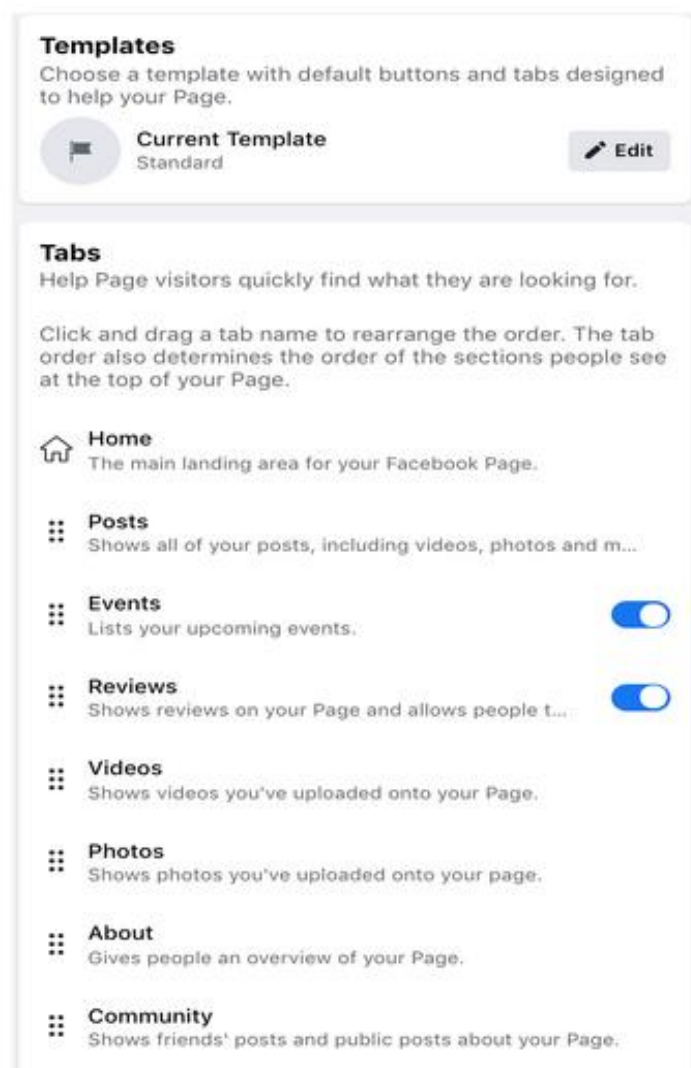 Templates
Choose a template with default buttons and tabs designed
to help your Page.
Current Template
Standard
Edit
Tabs
Help Page visitors quickly find what they are looking for.
Click and drag a tab name to rearrange the order. The tab
order also determines the order of the sections people see
at the top of your Page.
Home
The main landing area for your Facebook Page.
Posts
Shows all of your posts, including videos, photos and m...
Events
Lists your upcoming events.
Reviews
Shows reviews on your Page and allows people t...
Videos
Shows videos you've uploaded onto your Page.
Photos
Shows photos you've uploaded onto your page.
About
Gives people an overview of your Page.
Community
Shows friends' posts and public posts about your Page.